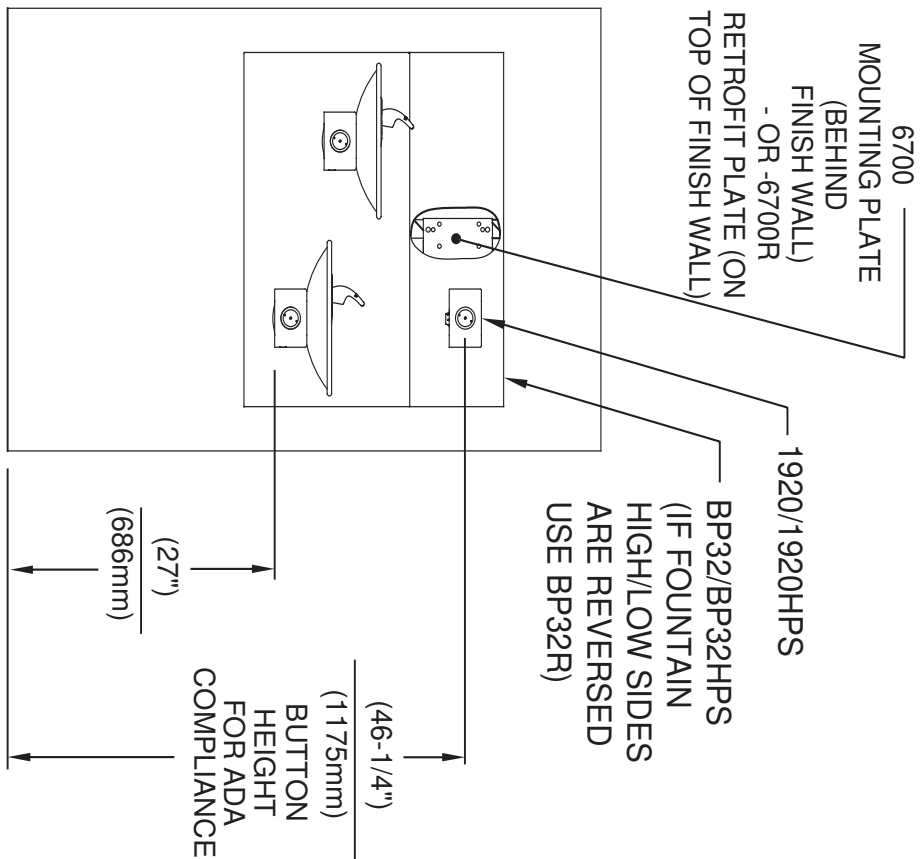 6700
MOUNTING PLATE
(BEHIND
FINISH WALL)
- OR -6700R
RETROFIT PLATE (ON
TOP OF FINISH WALL)
1920/1920HPS
BP32/BP32HPS
(IF FOUNTAIN
HIGH/LOW SIDES
ARE REVERSED
USE BP32R)
(27")
(686mm)
(46-1/4")
(1175mm)
BUTTON
HEIGHT
FOR ADA
COMPLIANCE